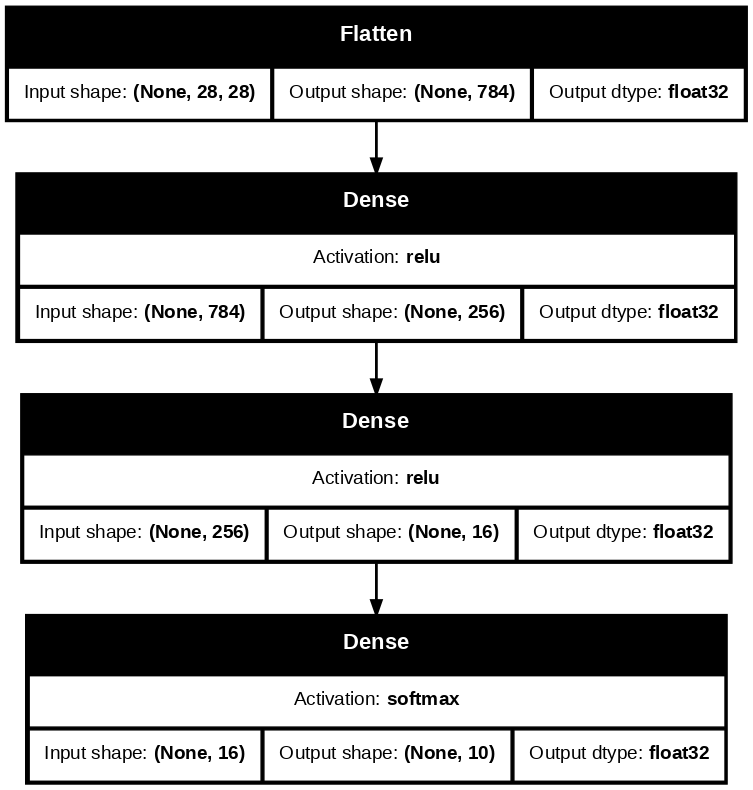 Flatten
Input shape: (None, 28, 28) Output shape: (None, 784) Output dtype: float32
Dense
Activation: relu
Input shape: (None, 784) Output shape: (None, 256) Output dtype: float32
Dense
Activation: relu
Input shape: (None, 256) Output shape: (None, 16) Output dtype: float32
Dense
Activation: softmax
Input shape: (None, 16) Output shape: (None, 10) Output dtype: float32